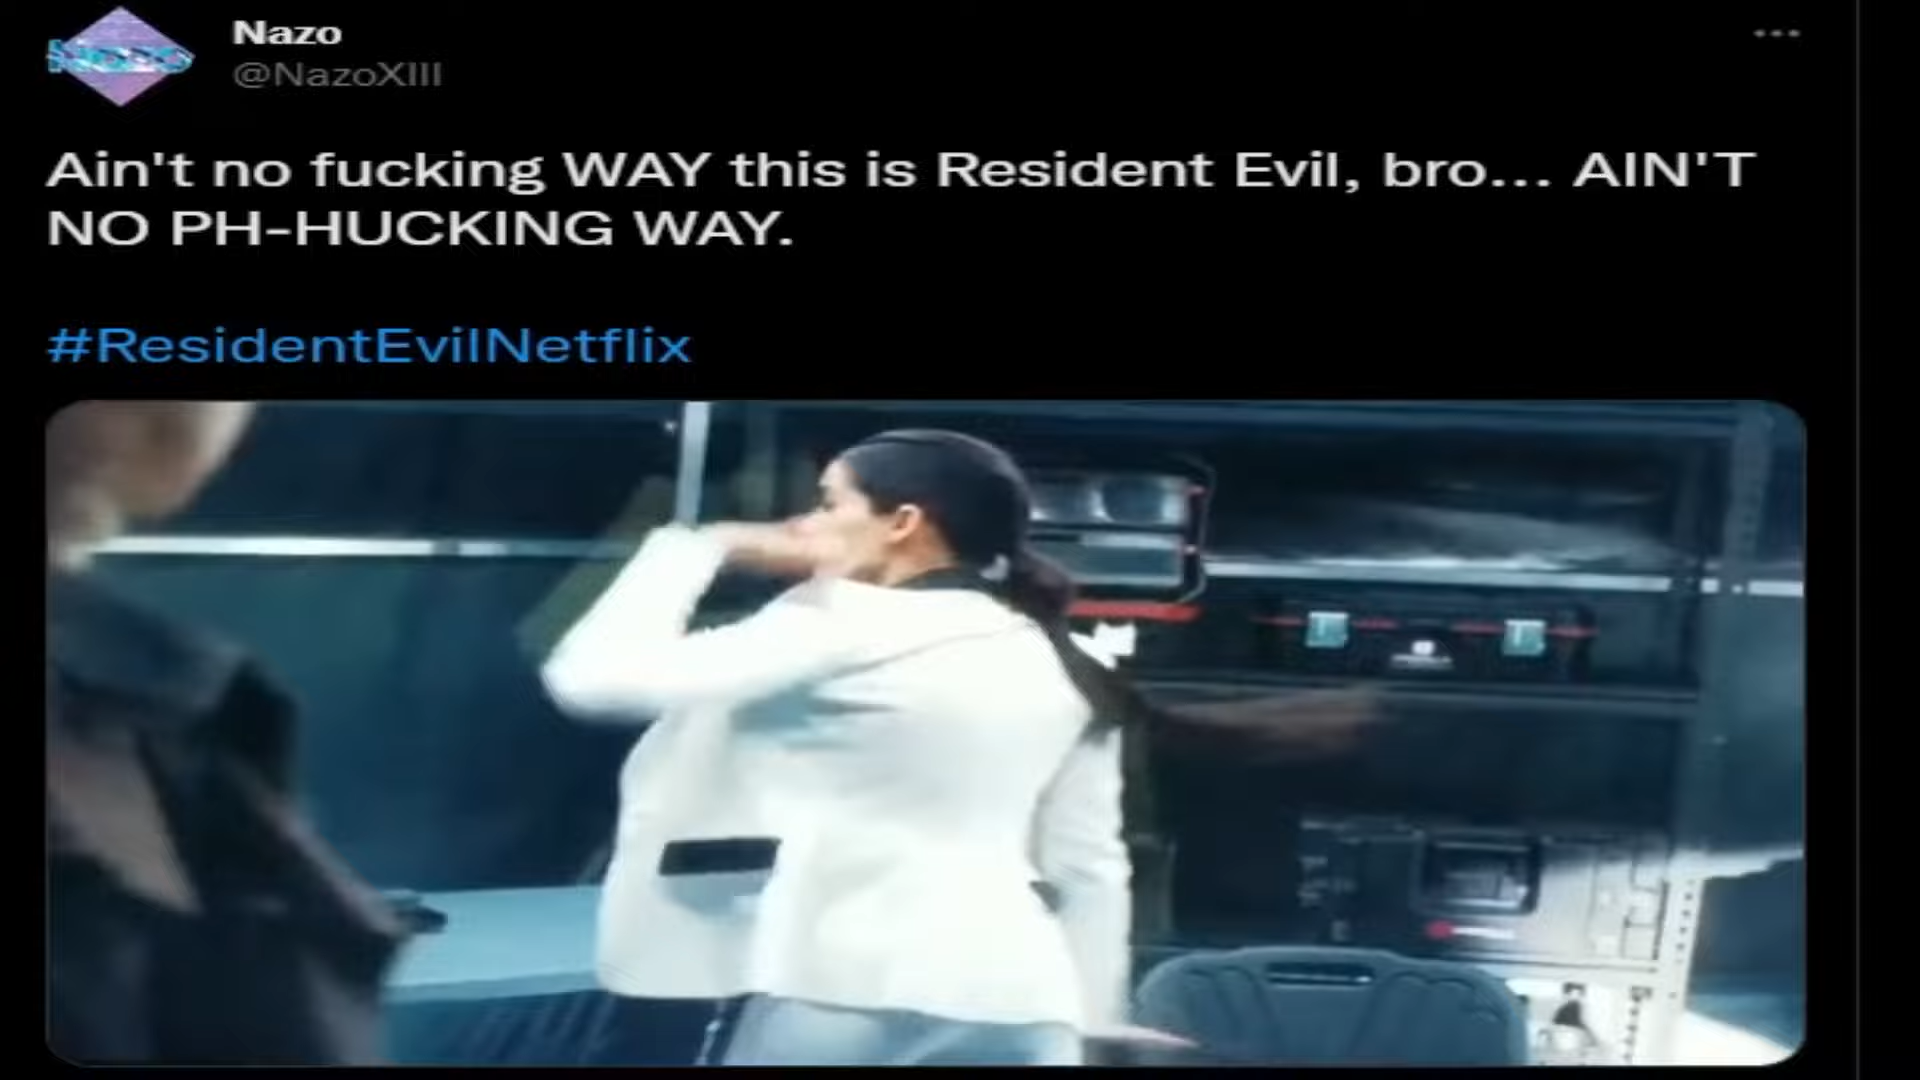 Nazo
@NazoXIII
Ain't no fucking WAY this is Resident Evil, bro... AIN'T
NO PH-HUCKING WAY.
#ResidentEvilNetflix